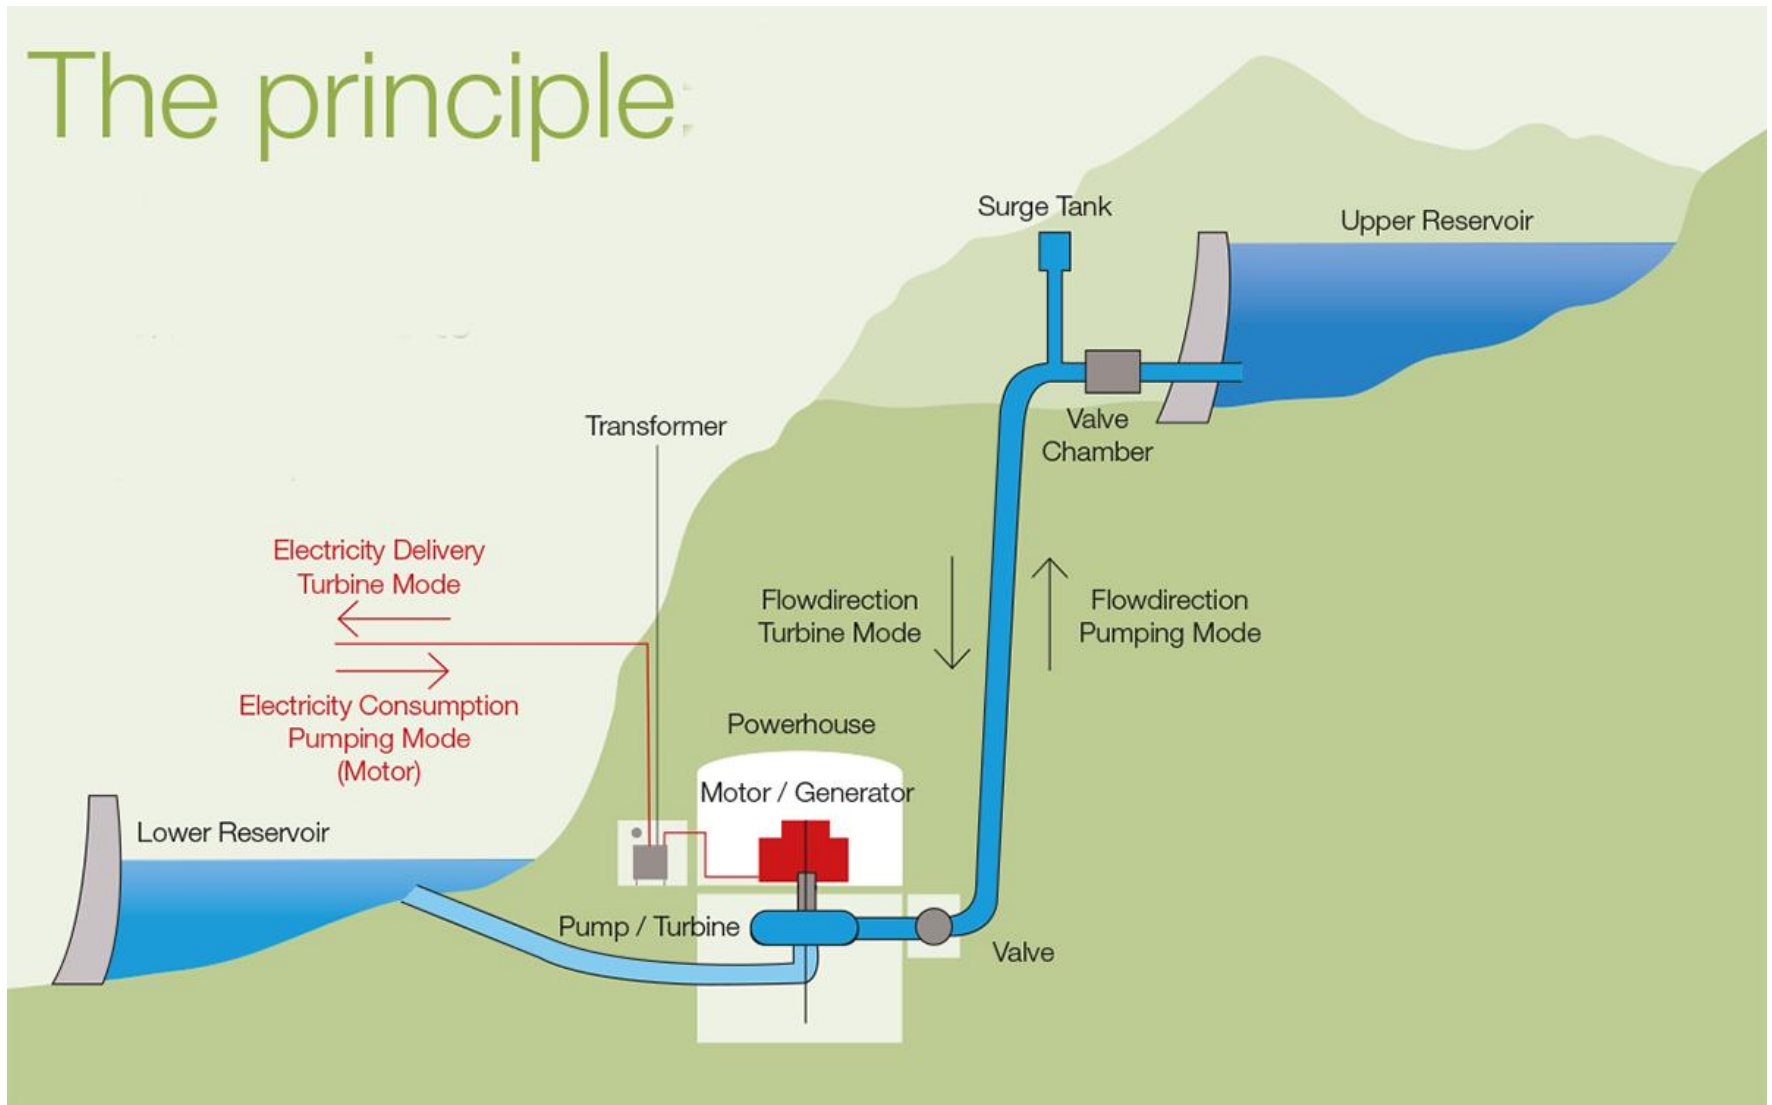 The principle
Surge Tank
Upper Reservoir
Valve
Chamber
Transformer
Electricity Delivery
Turbine Mode
Flowdirection
Turbine Mode
Flowdirection
Pumping Mode
Electricity Consumption
Pumping Mode
(Motor)
Powerhouse
Motor / Generator
Lower Reservoir
Pump / Turbine
Valve